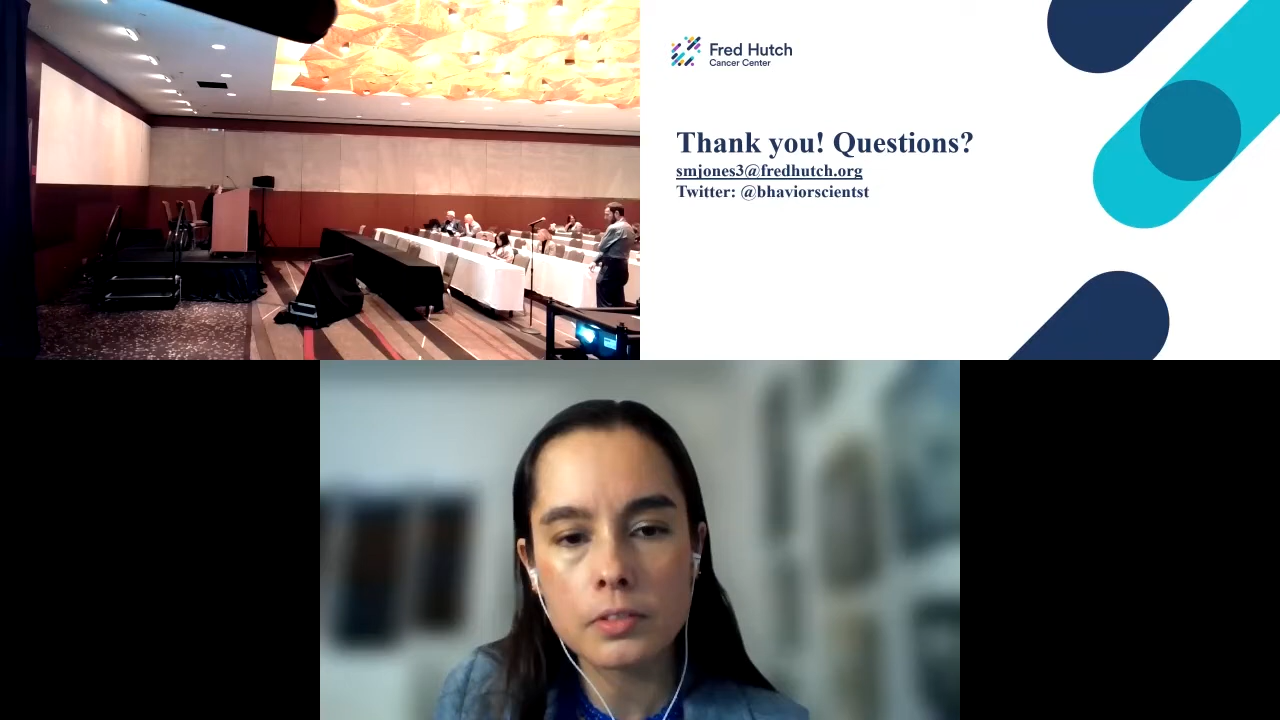 Fred Hutch
Cancer Center
Thank you! Questions?
smjones3@fredhutch.org
Twitter: @bhaviorscientst